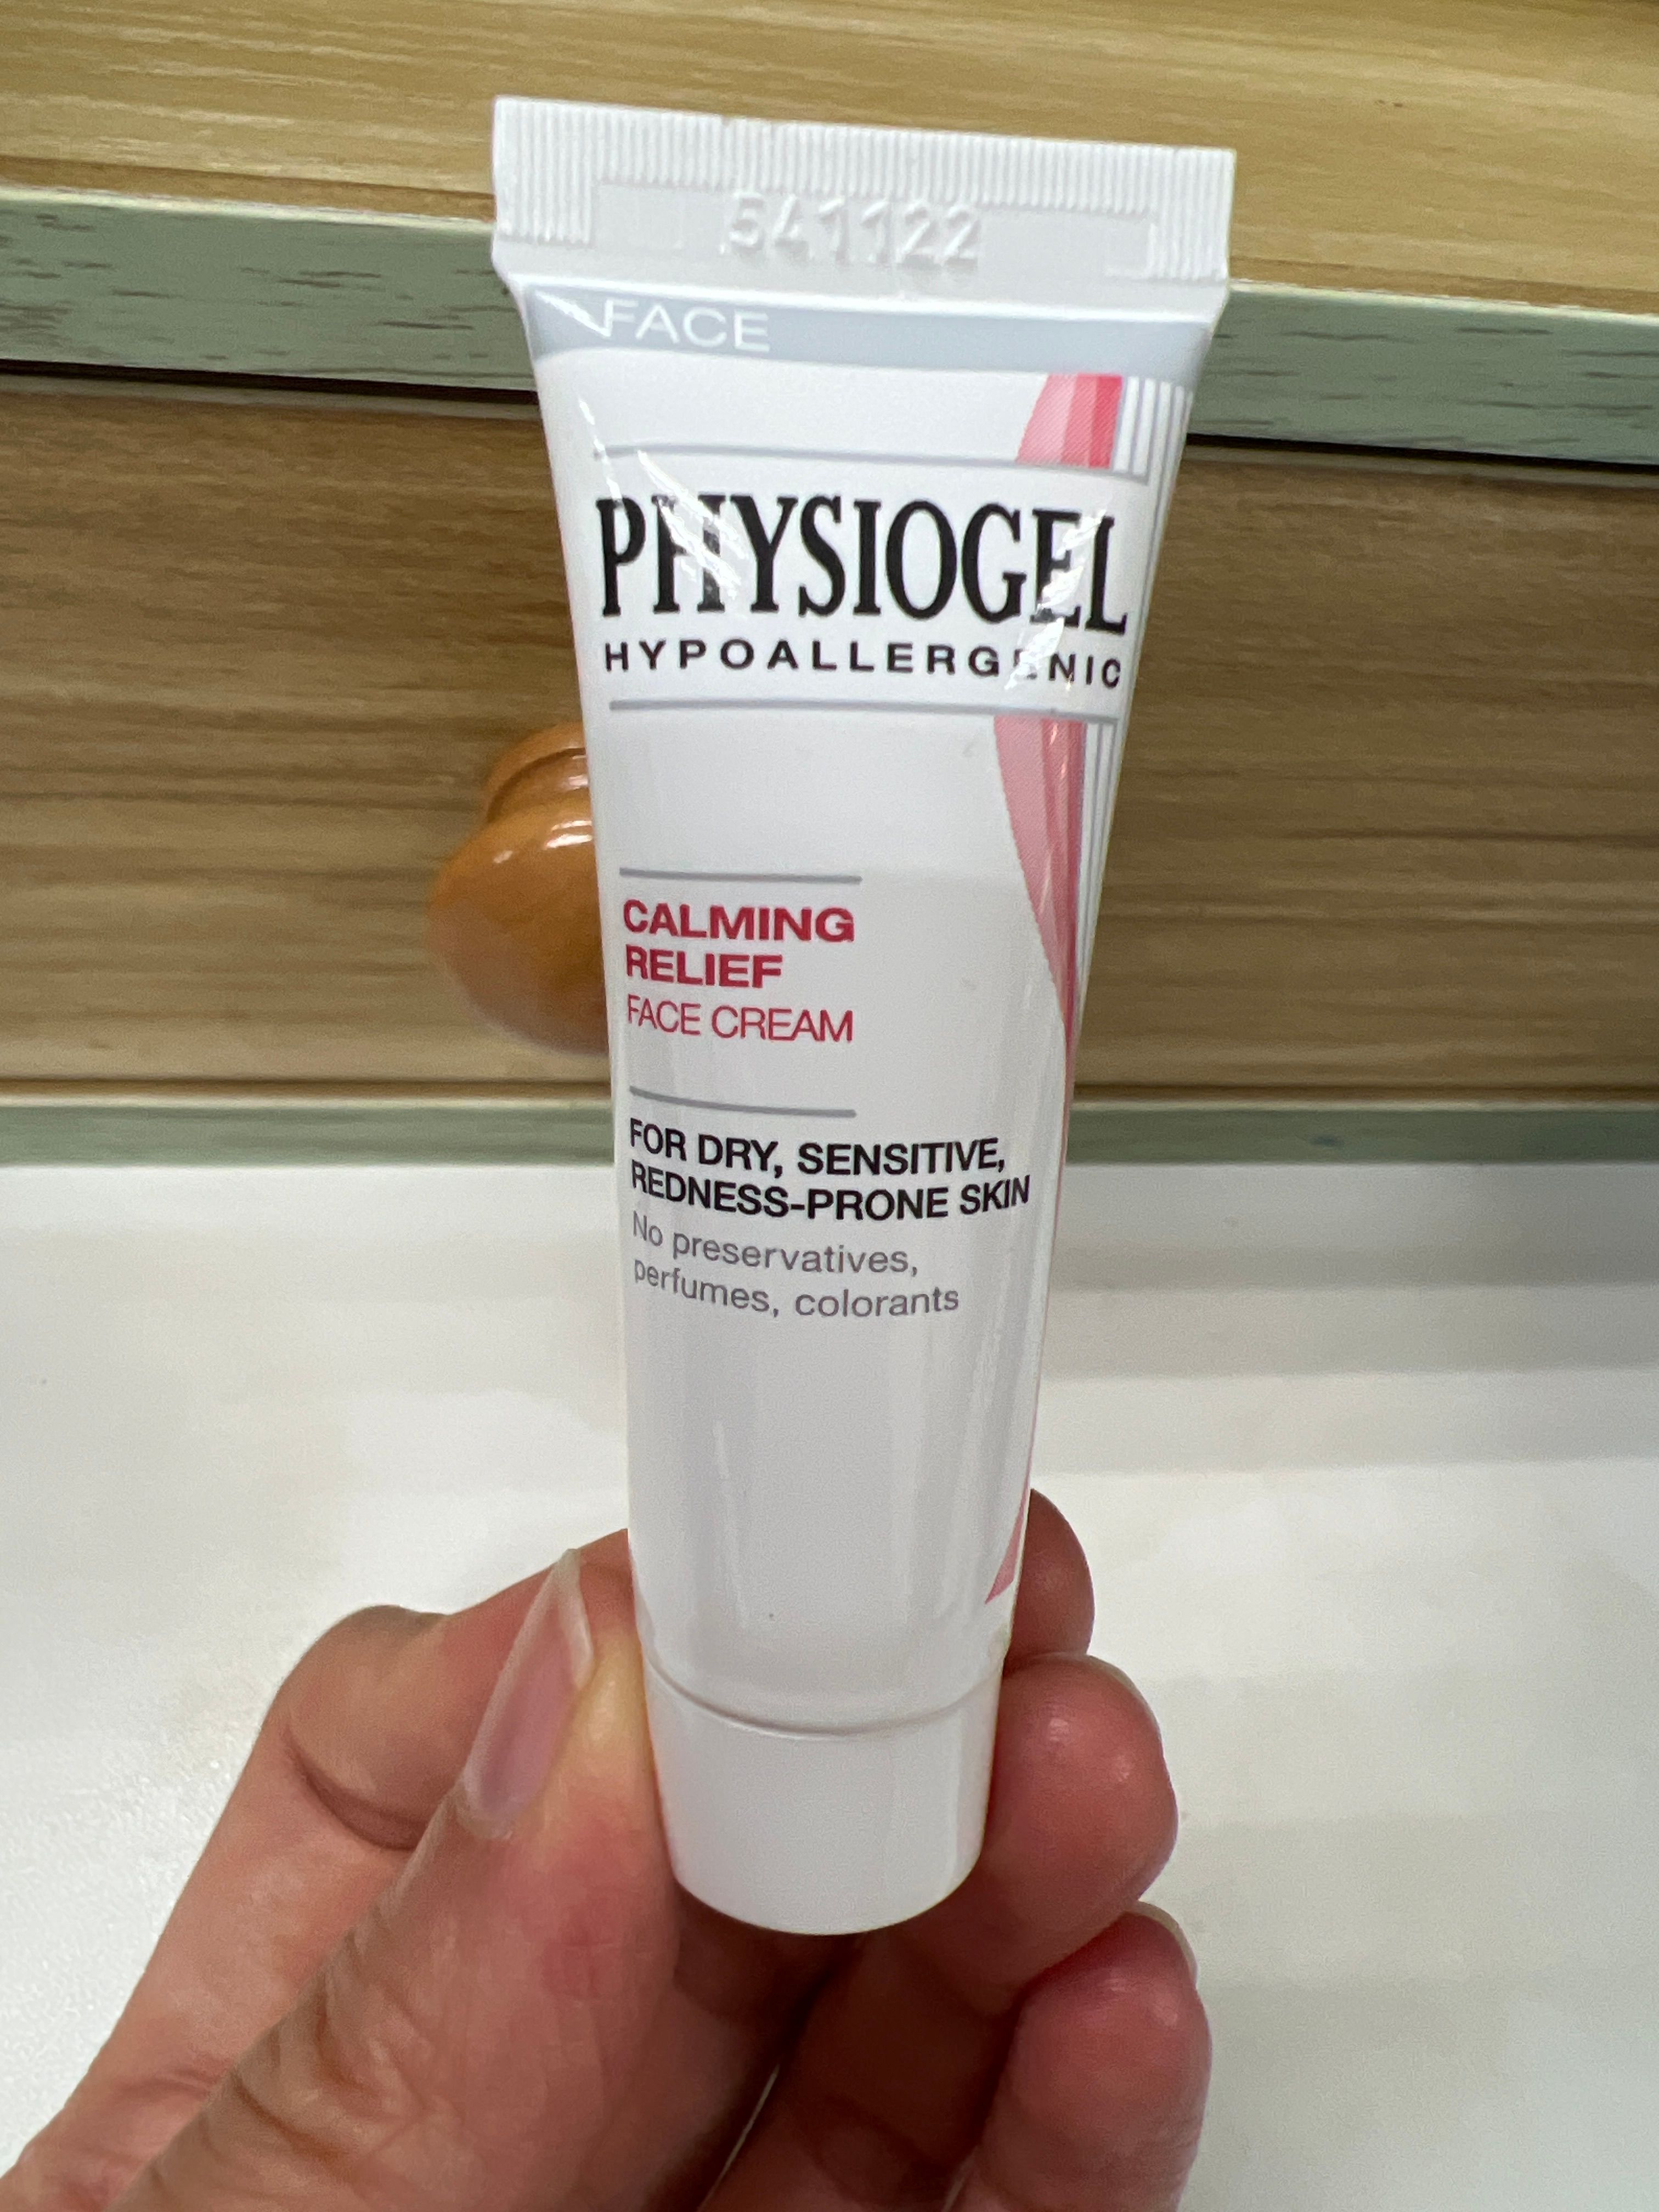 541122
FACE
PHYSIOGEL
HYPOALLERGENIC
CALMING
RELIEF
FACE CREAM
FOR DRY, SENSITIVE,
REDNESS-PRONE SKIN
No preservatives,
perfumes, colorants